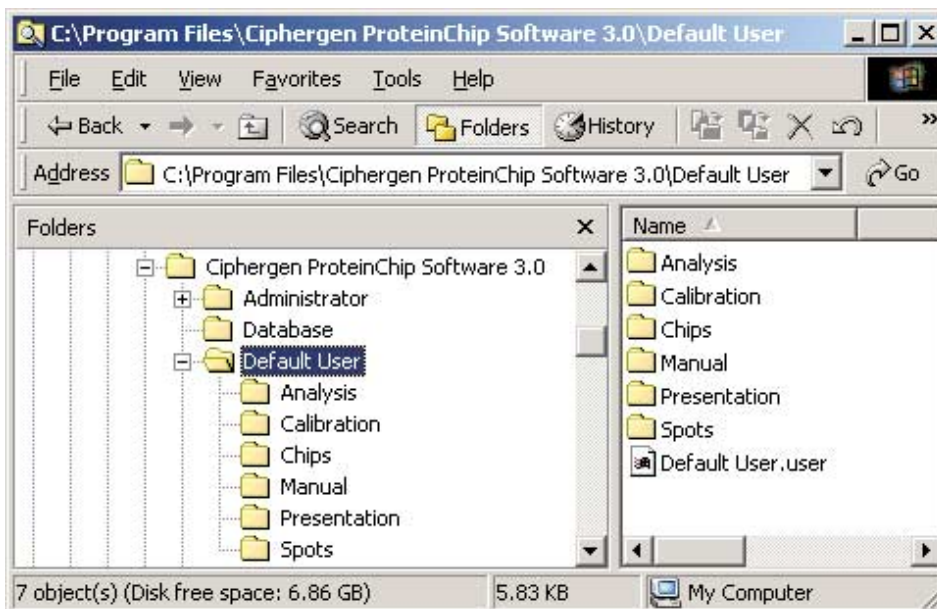 C:\Program Files\Ciphergen ProteinChip Software 3.0\Default User
File Edit View Favorites Tools Help
Back Search Folders History »
Address C:\Program Files\Ciphergen ProteinChip Software 3.0\Default User Go
Folders
Ciphergen ProteinChip Software 3.0
Administrator
Database
Default User
Analysis
Calibration
Chips
Manual
Presentation
Spots
Name
Analysis
Calibration
Chips
Manual
Presentation
Spots
Default User.user
7 object(s) (Disk free space: 6.86 GB) 5.83 KB My Computer